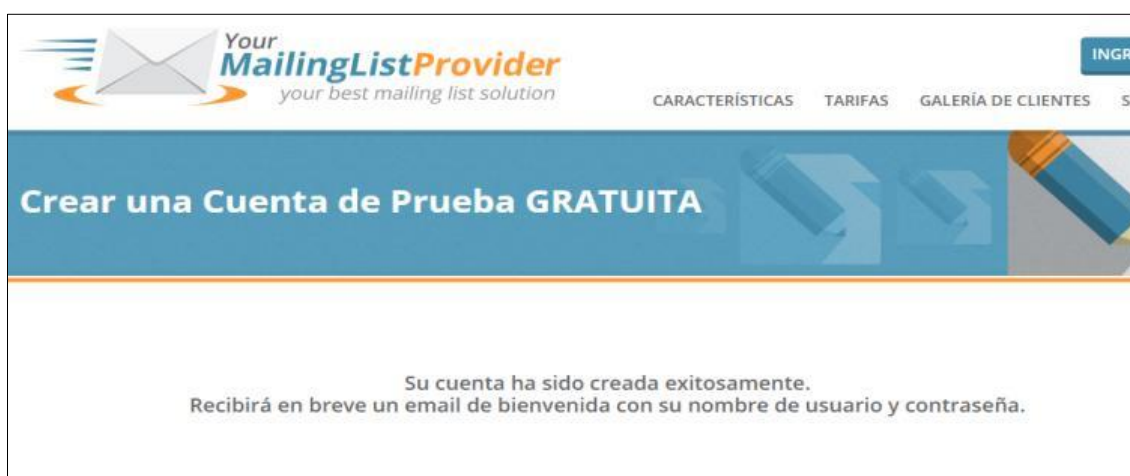 Your
MailingListProvider
your best mailing list solution
INGR
CARACTERÍSTICAS TARIFAS GALERÍA DE CLIENTES S
Crear una Cuenta de Prueba GRATUITA
Su cuenta ha sido creada exitosamente.
Recibirá en breve un email de bienvenida con su nombre de usuario y contraseña.